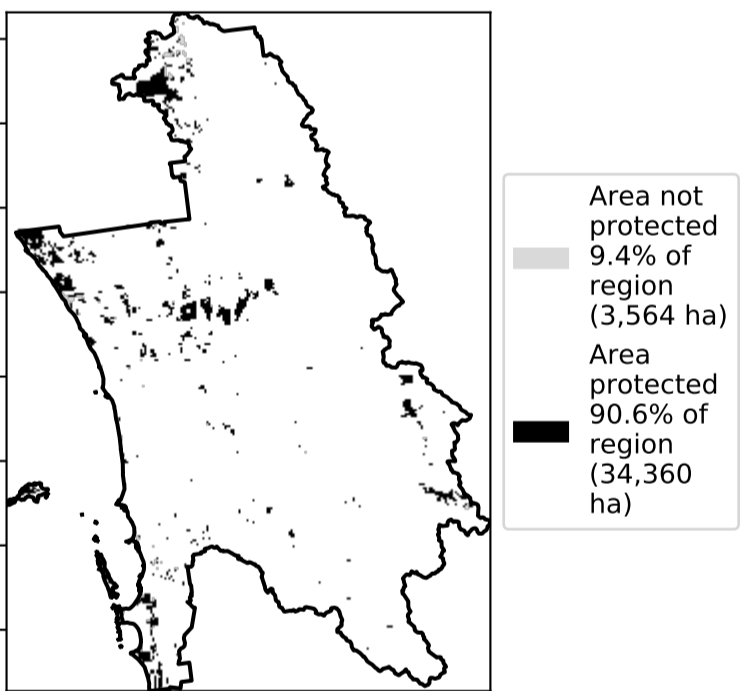 Area not
protected
9.4% of
region
(3,564 ha)
Area
protected
90.6% of
region
(34,360
ha)